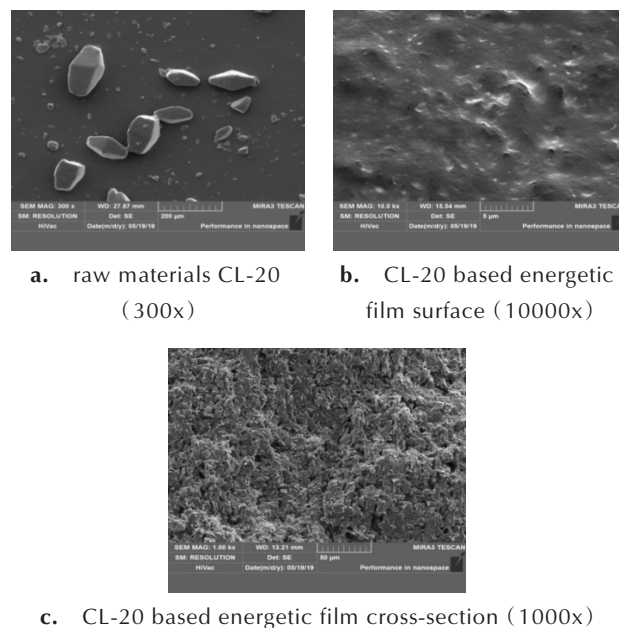 SEM MAG: 300 x WD: 27.87 mm MIRA3 TESCAN
SM: RESOLUTION Det: SE 200 µm
HiVac Date(m/d/y): 05/19/19 Performance in nanospace
SEM MAG: 10.0 kx WD: 15.54 mm MIRA3 TESCAN
SM: RESOLUTION Det: SE 5 µm
HiVac Date(m/d/y): 05/19/19 Performance in nanospace
a. raw materials CL-20
（300x）
b. CL-20 based energetic
film surface（10000x）
SEM MAG: 1.00 kx WD: 13.21 mm MIRA3 TESCAN
SM: RESOLUTION Det: SE 50 µm
HiVac Date(m/d/y): 05/19/19 Performance in nanospace
c. CL-20 based energetic film cross-section（1000x）